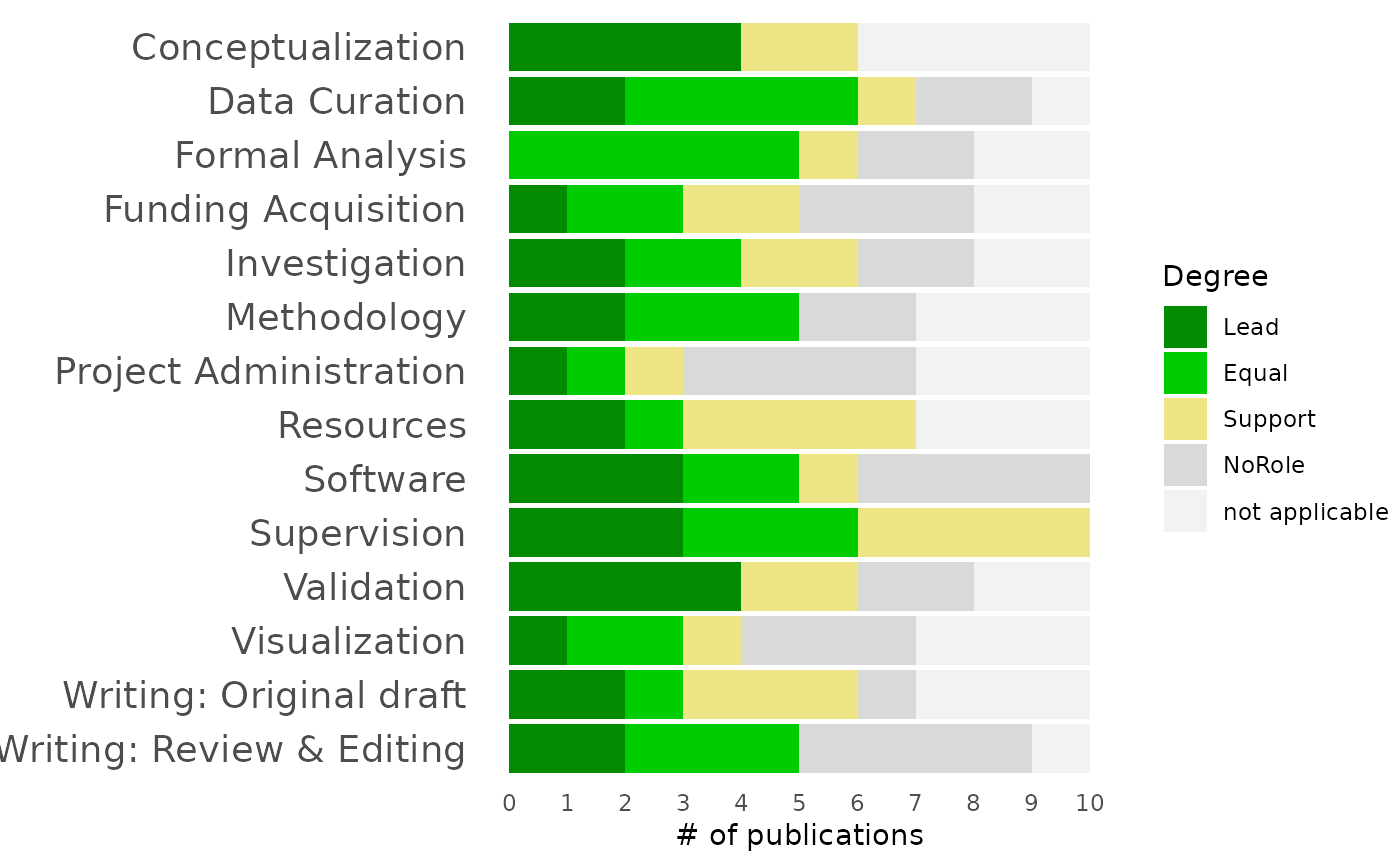 Conceptualization
Data Curation
Formal Analysis
Funding Acquisition
Investigation
Methodology
Project Administration
Resources
Software
Supervision
Validation
Visualization
Writing: Original draft
Writing: Review & Editing
0 1 2 3 4 5 6 7 8 9 10
# of publications
Degree
Lead
Equal
Support
NoRole
not applicable